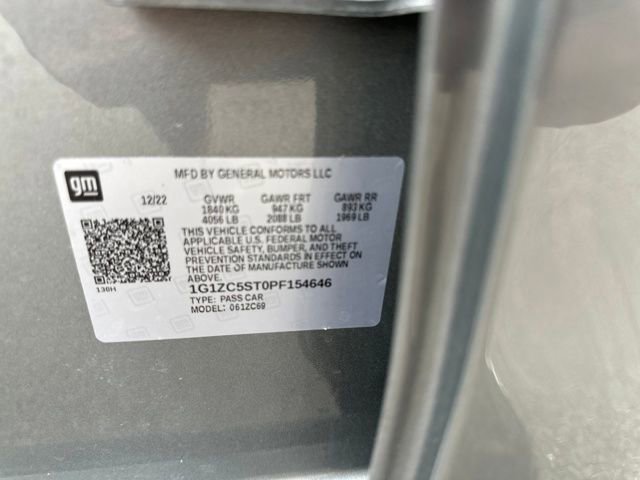 MFD BY GENERAL MOTORS LLC
gm
12/22 GVWR GAWR FRT GAWR RR
1840 KG 947 KG 893 KG
4056 LB 2088 LB 1969 LB
THIS VEHICLE CONFORMS TO ALL
APPLICABLE U.S. FEDERAL MOTOR
VEHICLE SAFETY, BUMPER, AND THEFT
PREVENTION STANDARDS IN EFFECT ON
THE DATE OF MANUFACTURE SHOWN
ABOVE.
138H
1G1ZC5ST0PF154646
TYPE: PASS CAR
MODEL: 061ZC69